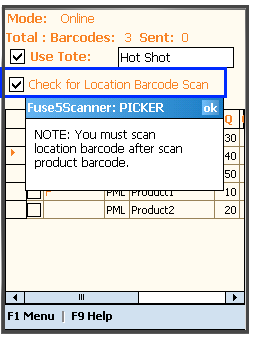 Mode: Online
Total : Barcodes: 3 Sent: 0
Use Tote: Hot Shot
Check for Location Barcode Scan
Fuse5Scanner: PICKER ok
Q
NOTE: You must scan
location barcode after scan
product barcode.
30
40
50
PML Product1 10
PML Product2 20
F1 Menu | F9 Help